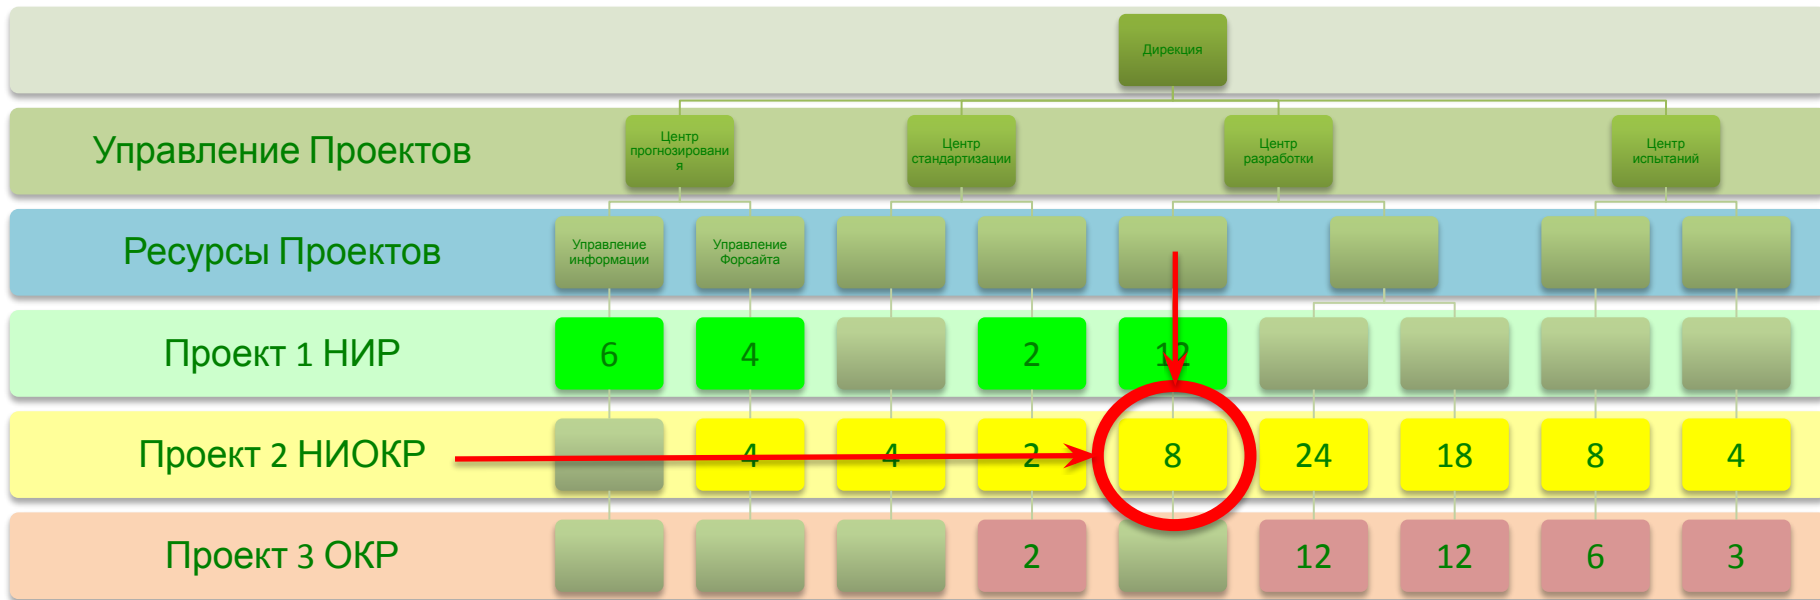 Дирекция
Управление Проектов
Центр
прогнозировани
я
Центр
стандартизации
Центр
разработки
Центр
испытаний
Ресурсы Проектов
Управление
информации
Управление
Форсайта
Проект 1 НИР
6 4 2 12
Проект 2 НИОКР
4 4 2 8 24 18 8 4
Проект 3 ОКР
2 12 12 6 3